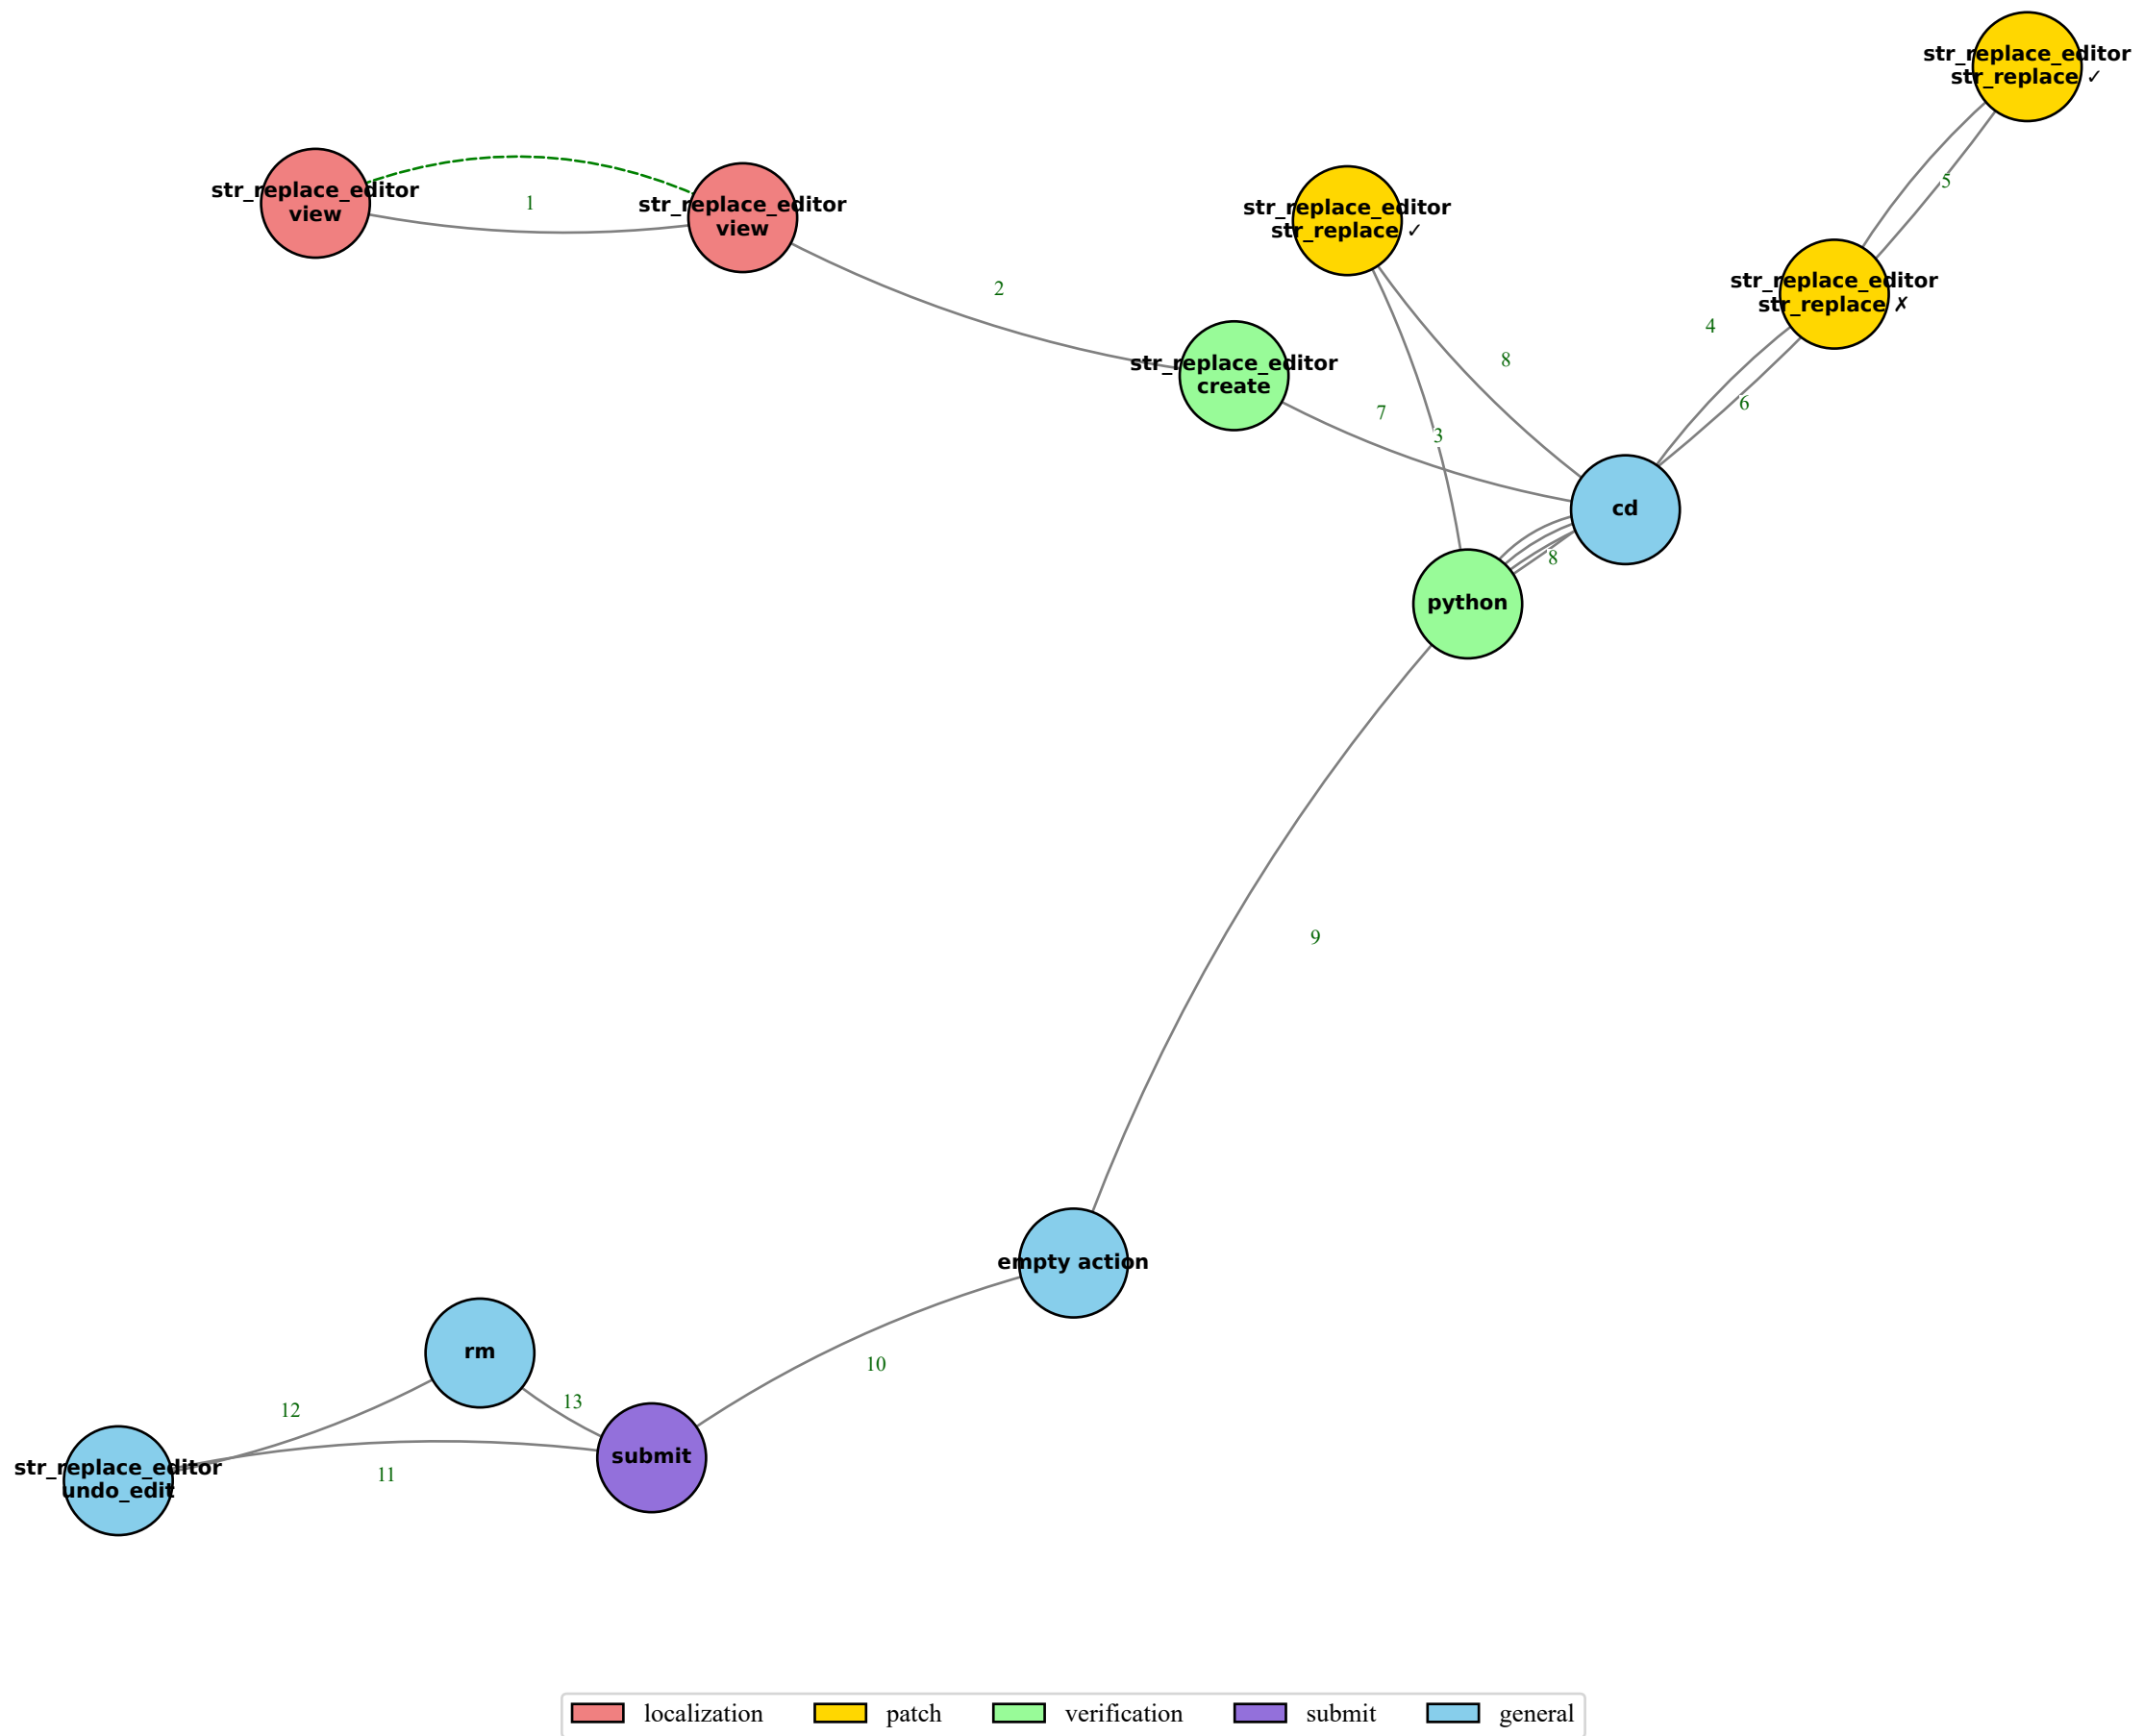 str_replace_editor
str_replace ✓
5
str_replace_editor
view
1
str_replace_editor
view
str_replace_editor
str_replace ✓
str_replace_editor
str_replace ✗
2
4
8
str_replace_editor
create
7
6
3
cd
8
python
9
empty action
rm
10
13
12
submit
11
str_replace_editor
undo_edit
localization
patch
verification
submit
general